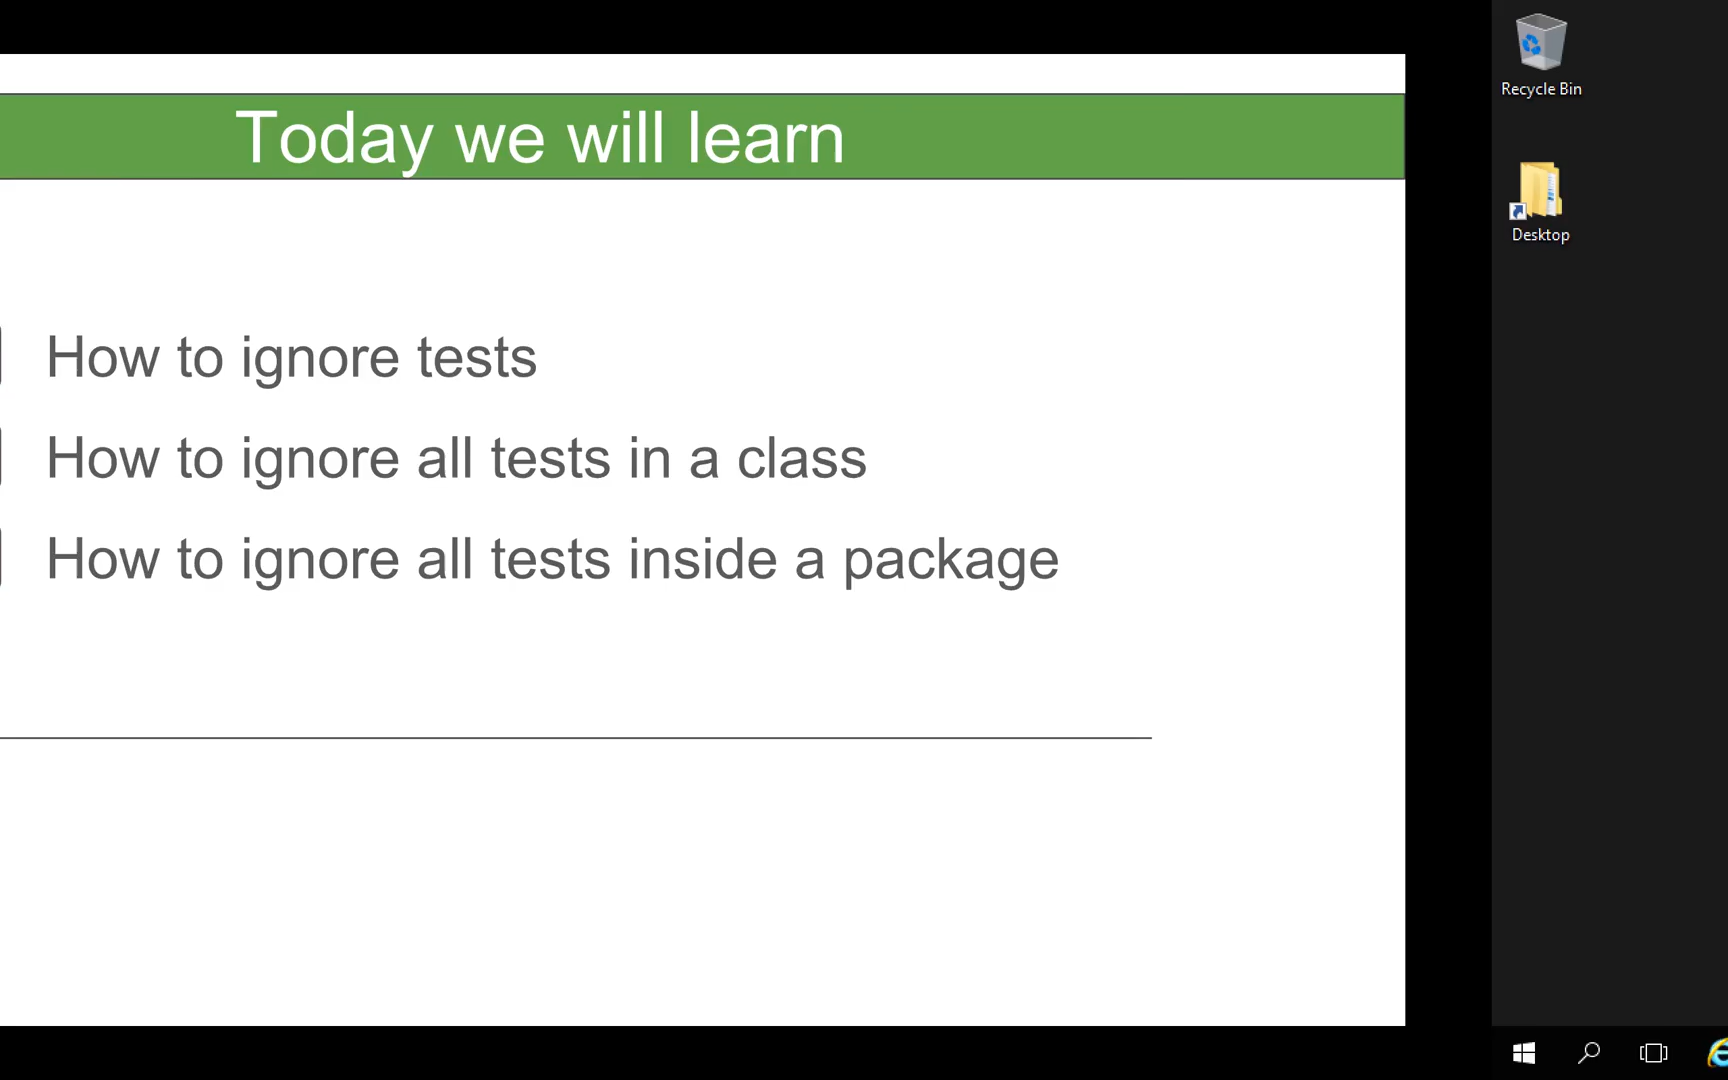 Today we will learn
How to ignore tests
How to ignore all tests in a class
How to ignore all tests inside a package
Recycle Bin
Desktop